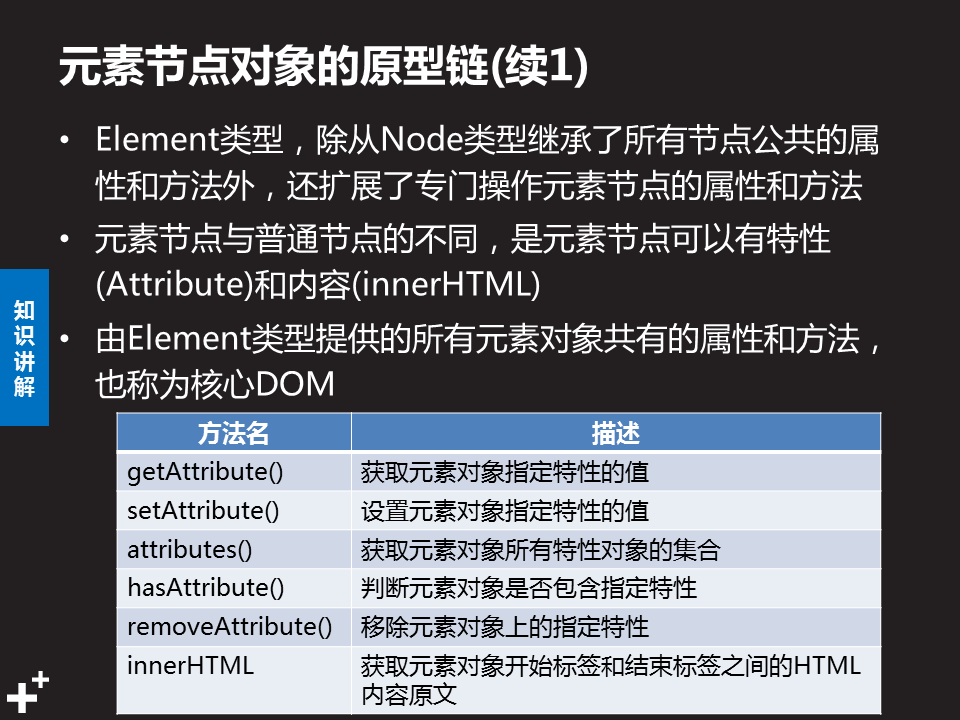 元素节点对象的原型链(续1)
• Element类型，除从Node类型继承了所有节点公共的属
性和方法外，还扩展了专门操作元素节点的属性和方法
• 元素节点与普通节点的不同，是元素节点可以有特性
(Attribute)和内容(innerHTML)
• 由Element类型提供的所有元素对象共有的属性和方法，
也称为核心DOM
知
识
讲
解
方法名 描述
getAttribute() 获取元素对象指定特性的值
setAttribute() 设置元素对象指定特性的值
attributes() 获取元素对象所有特性对象的集合
hasAttribute() 判断元素对象是否包含指定特性
removeAttribute() 移除元素对象上的指定特性
innerHTML 获取元素对象开始标签和结束标签之间的HTML
内容原文